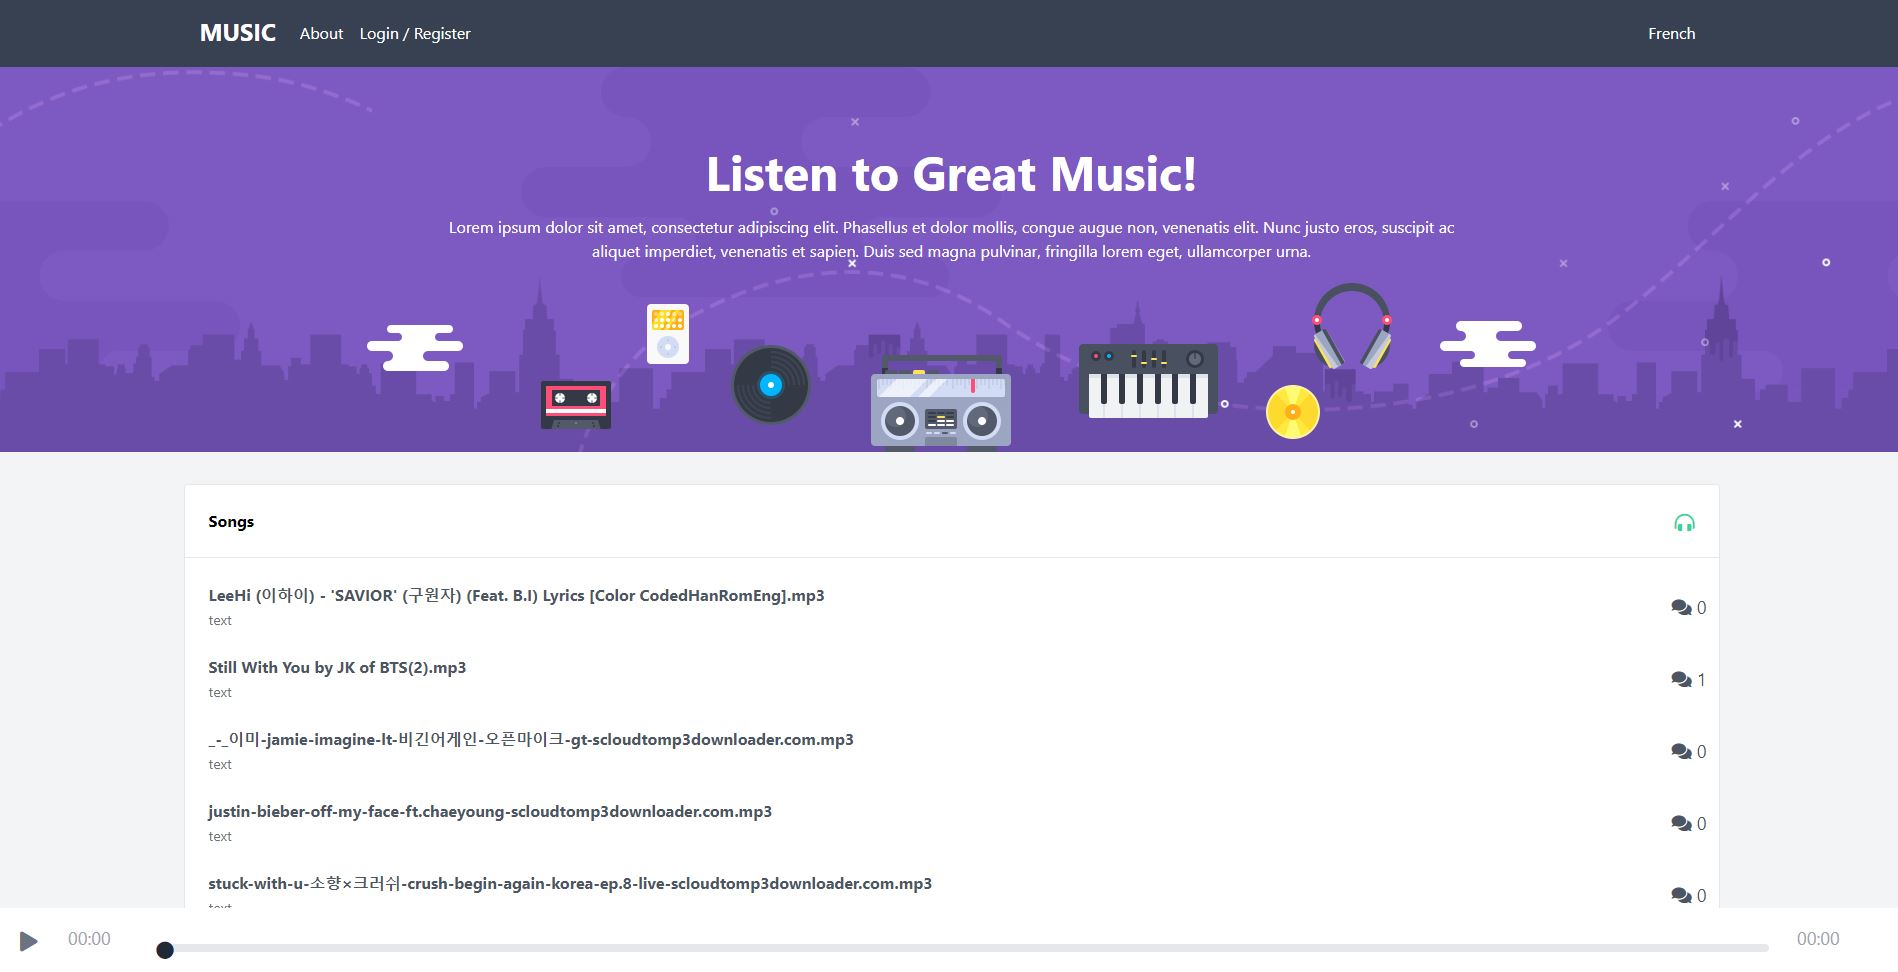 MUSIC About Login / Register French
Listen to Great Music!
Lorem ipsum dolor sit amet, consectetur adipiscing elit. Phasellus et dolor mollis, congue augue non, venenatis elit. Nunc justo eros, suscipit ac
aliquet imperdiet, venenatis et sapien. Duis sed magna pulvinar, fringilla lorem eget, ullamcorper urna.
Songs
LeeHi (이하이) - 'SAVIOR' (구원자) (Feat. B.I) Lyrics [Color CodedHanRomEng].mp3
text
0
Still With You by JK of BTS(2).mp3
text
1
_-_이미-jamie-imagine-lt-비긴어게인-오픈마이크-gt-scloudtomp3downloader.com.mp3
text
0
justin-bieber-off-my-face-ft.chaeyoung-scloudtomp3downloader.com.mp3
text
0
stuck-with-u-소향×크러쉬-crush-begin-again-korea-ep.8-live-scloudtomp3downloader.com.mp3
0
00:00 00:00